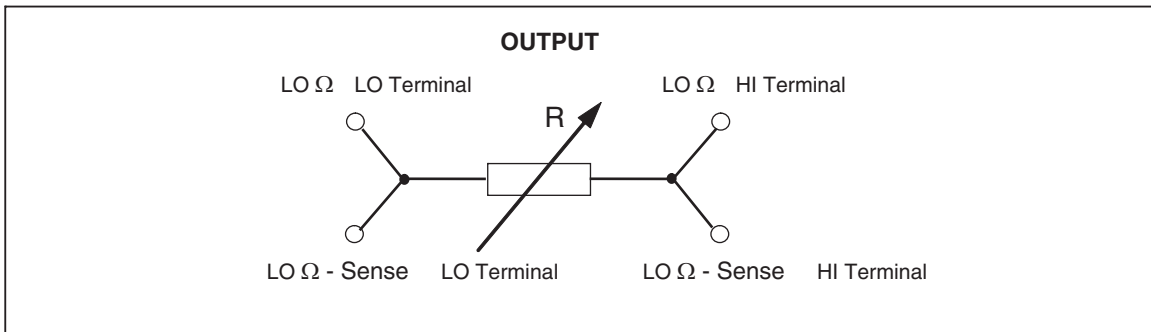 OUTPUT
LO Ω LO Terminal
LO Ω HI Terminal
R
LO Ω - Sense LO Terminal
LO Ω - Sense HI Terminal